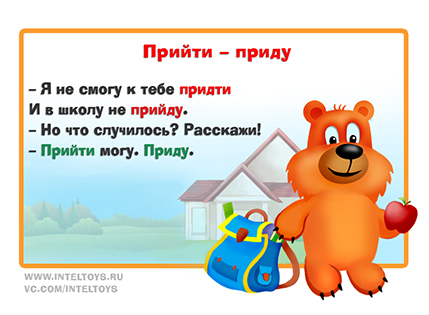 Прийти – приду
– Я не смогу к тебе придти
И в школу не прийду.
– Но что случилось? Расскажи!
– Прийти могу. Приду.
WWW.INTELTOYS.RU
VC.COM/INTELTOYS